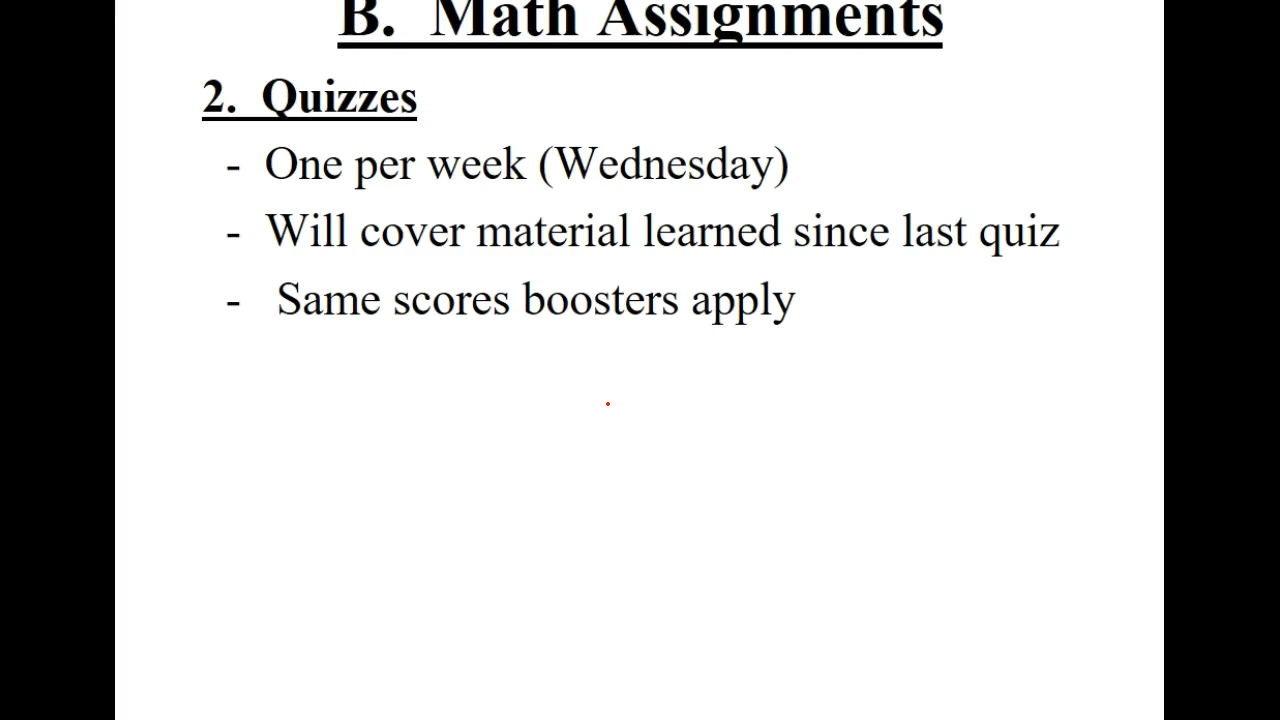 B. Math Assignments
2. Quizzes
- One per week (Wednesday)
- Will cover material learned since last quiz
- Same scores boosters apply